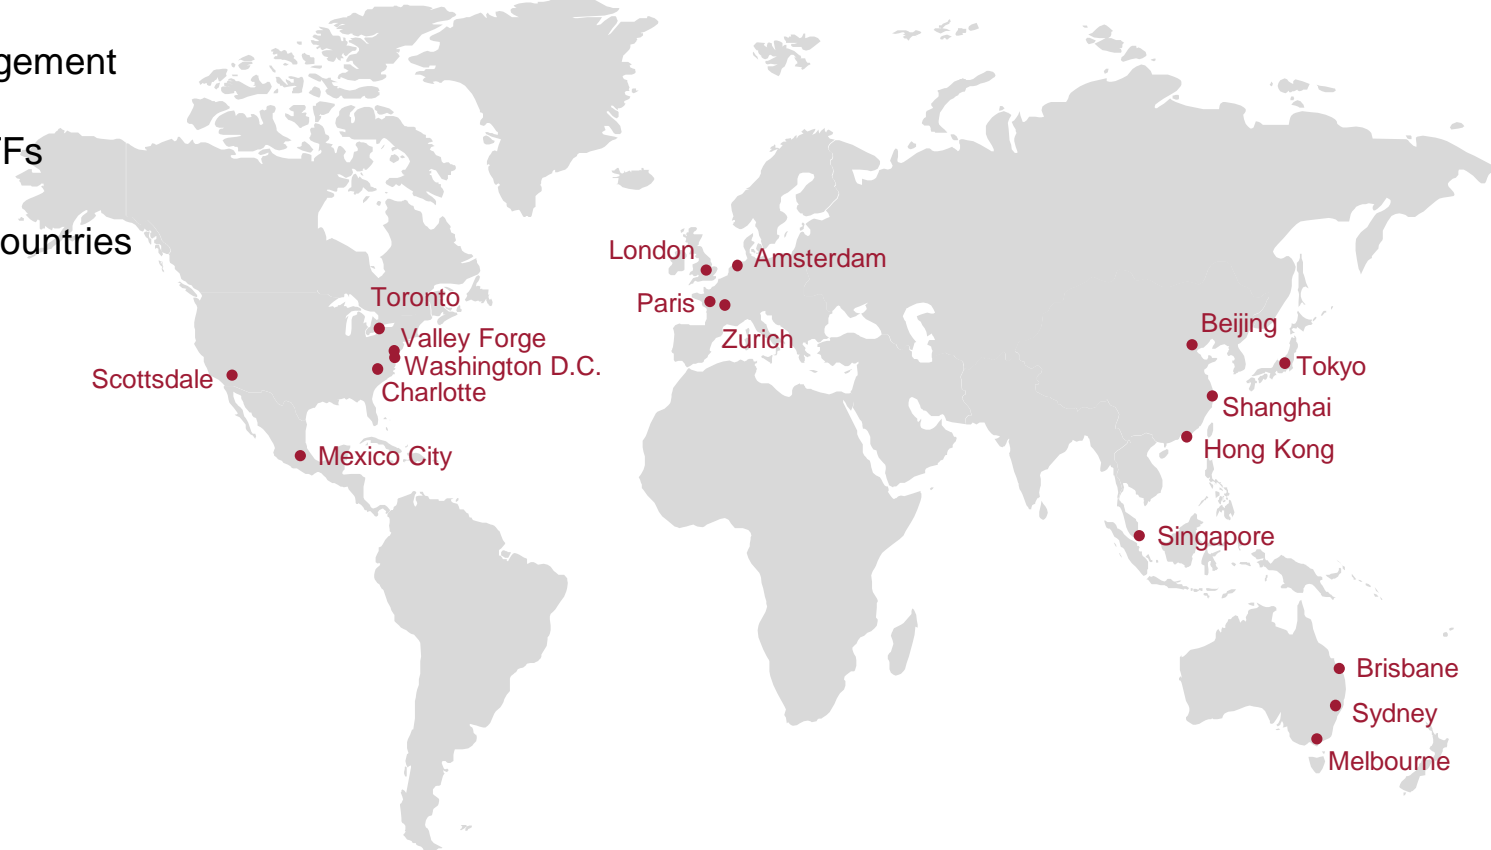 gement
TFs
ountries
London
Amsterdam
Paris
Zurich
Toronto
Valley Forge
Washington D.C.
Charlotte
Scottsdale
Mexico City
Beijing
Tokyo
Shanghai
Hong Kong
Singapore
Brisbane
Sydney
Melbourne